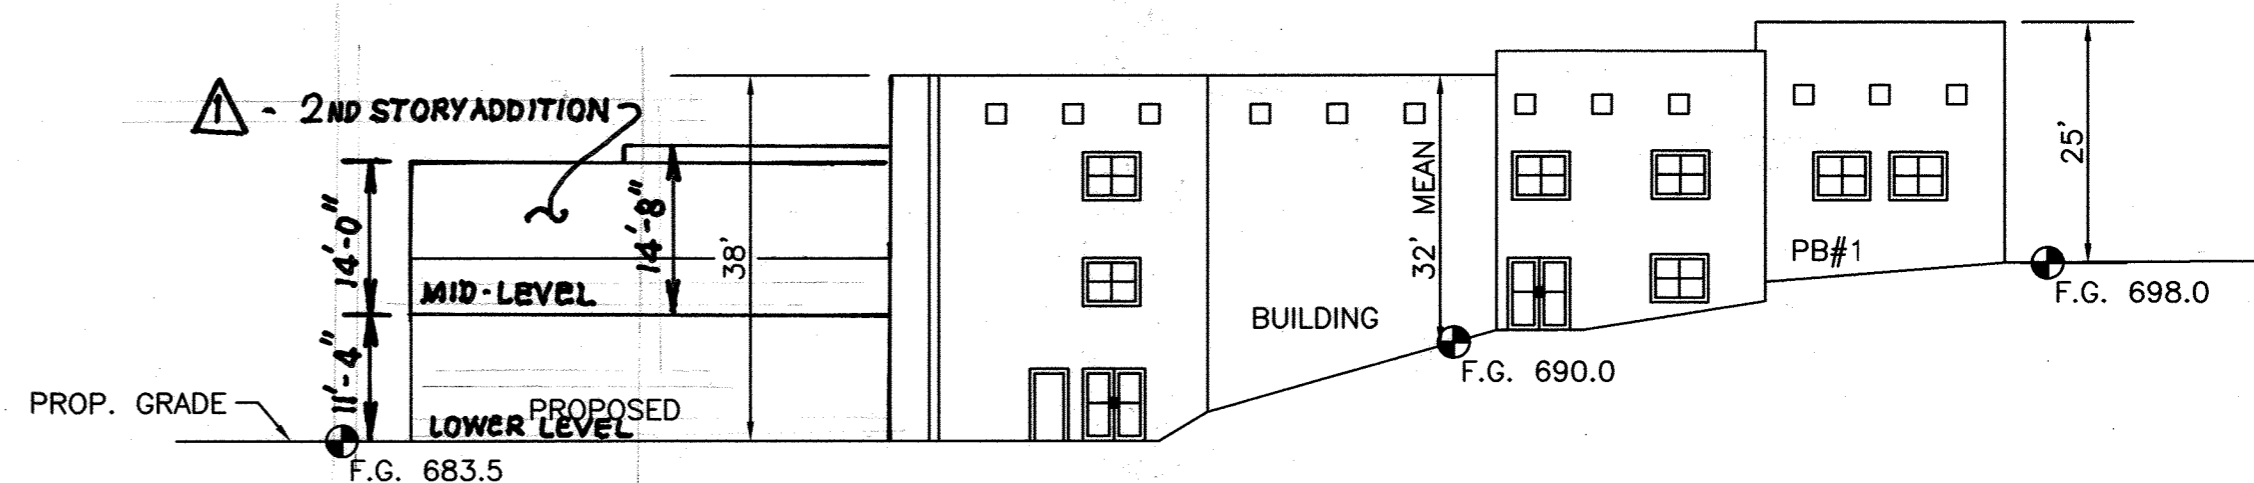 1 - 2ND STORY ADDITION
14'-0"
14'-8"
38'
MID-LEVEL
11'-4"
PROPOSED
LOWER LEVEL
PROP. GRADE
F.G. 683.5
BUILDING
32' MEAN
F.G. 690.0
PB#1
25'
F.G. 698.0